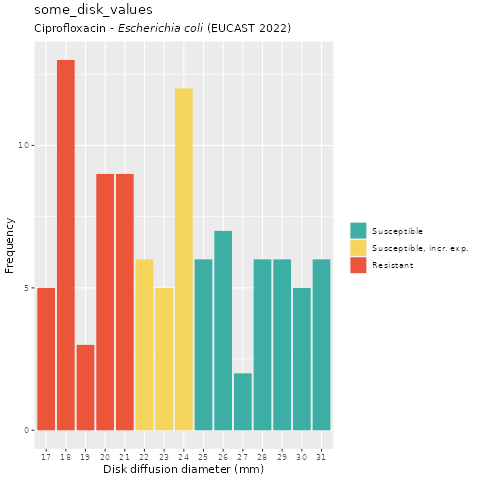 some_disk_values
Ciprofloxacin - Escherichia coli (EUCAST 2022)
Frequency
10
5
0
17 18 19 20 21 22 23 24 25 26 27 28 29 30 31
Disk diffusion diameter (mm)
Susceptible
Susceptible, incr. exp.
Resistant